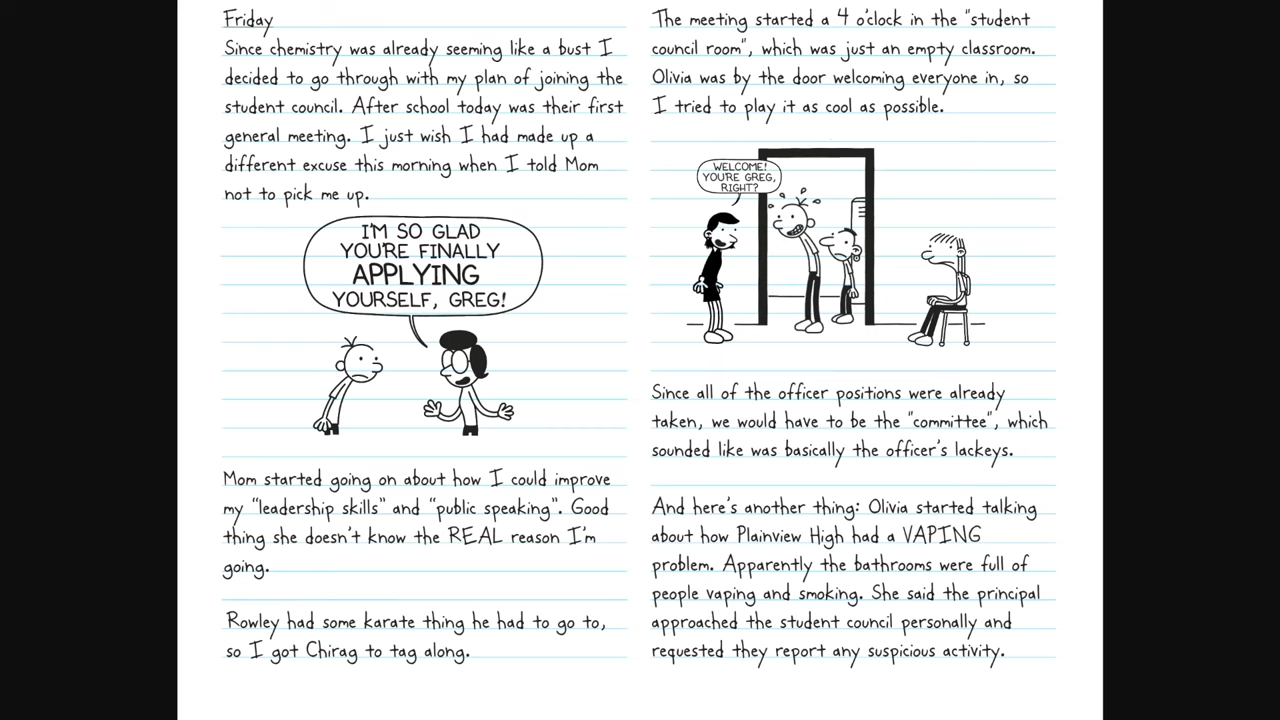 Friday
Since chemistry was already seeming like a bust I
decided to go through with my plan of joining the
student council. After school today was their first
general meeting. I just wish I had made up a
different excuse this morning when I told Mom
not to pick me up.
I'M SO GLAD
YOU'RE FINALLY
APPLYING
YOURSELF, GREG!
Mom started going on about how I could improve
my "leadership skills" and "public speaking". Good
thing she doesn't know the REAL reason I'm
going.
Rowley had some karate thing he had to go to,
so I got Chirag to tag along.
The meeting started a 4 o'clock in the "student
council room", which was just an empty classroom.
Olivia was by the door welcoming everyone in, so
I tried to play it as cool as possible.
WELCOME!
YOU'RE GREG,
RIGHT?
Since all of the officer positions were already
taken, we would have to be the "committee", which
sounded like was basically the officer's lackeys.
And here's another thing: Olivia started talking
about how Plainview High had a VAPING
problem. Apparently the bathrooms were full of
people vaping and smoking. She said the principal
approached the student council personally and
requested they report any suspicious activity.